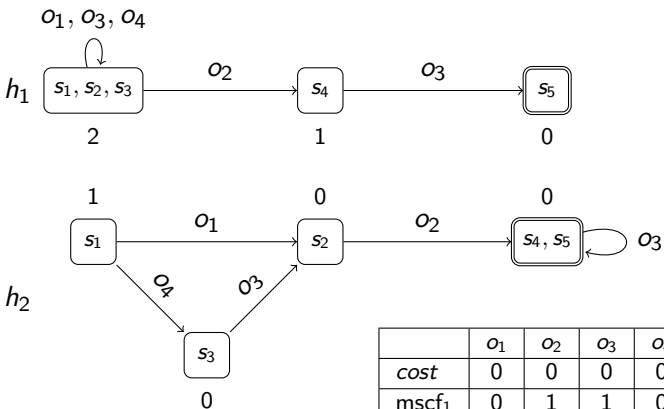 o₁, o₃, o₄
h₁ s₁, s₂, s₃ o₂ s₄ o₃ s₅
2 1 0
1 0 0
s₁ o₁ s₂ o₂ s₄, s₅ o₃
h₂ o₄ o₃
s₃
0
o₁ o₂ o₃
cost 0 0 0 0
mscf₁ 0 1 1